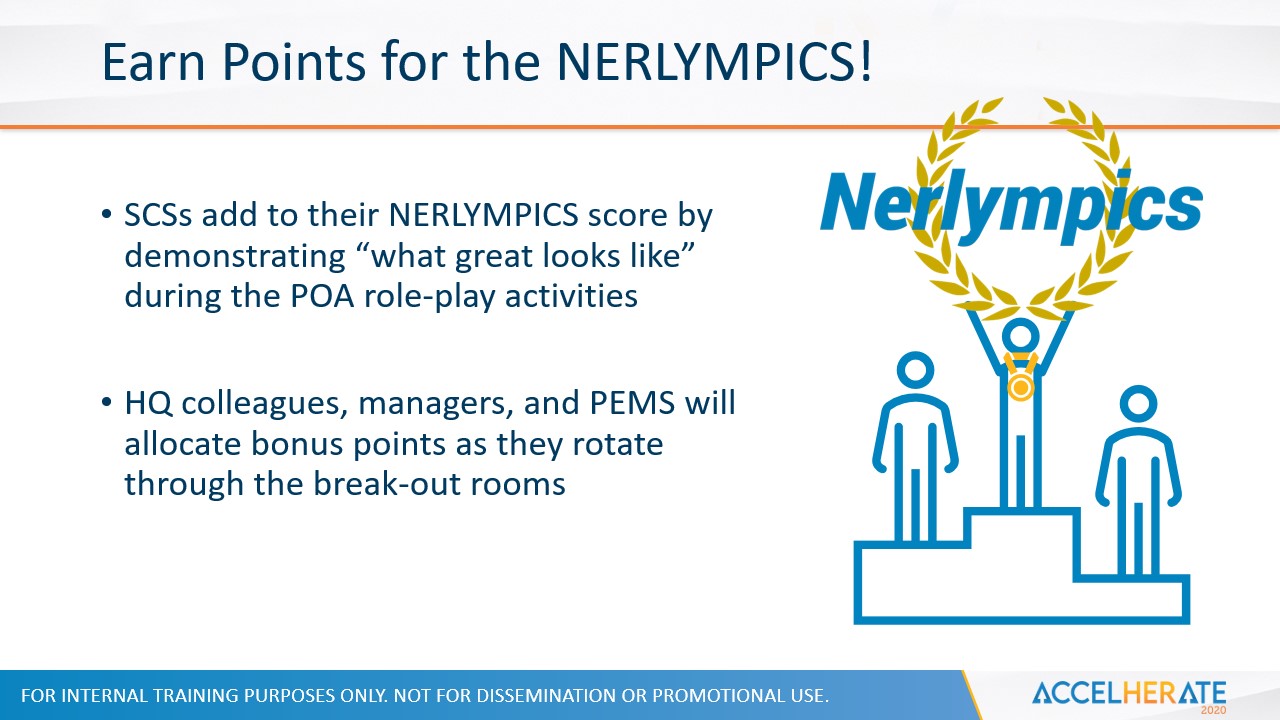 Earn Points for the NERLYMPICS!
Nerlympics
• SCSs add to their NERLYMPICS score by
demonstrating “what great looks like”
during the POA role-play activities
• HQ colleagues, managers, and PEMS will
allocate bonus points as they rotate
through the break-out rooms
FOR INTERNAL TRAINING PURPOSES ONLY. NOT FOR DISSEMINATION OR PROMOTIONAL USE.
ACCELHERATE
2020